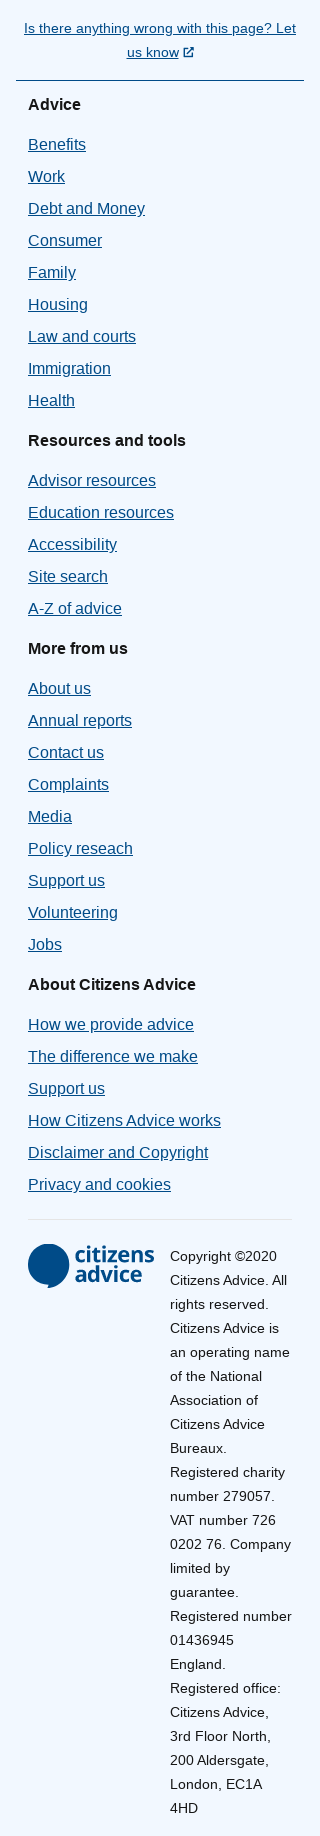 Is there anything wrong with this page? Let
us know
Advice
Benefits
Work
Debt and Money
Consumer
Family
Housing
Law and courts
Immigration
Health
Resources and tools
Advisor resources
Education resources
Accessibility
Site search
A-Z of advice
More from us
About us
Annual reports
Contact us
Complaints
Media
Policy reseach
Support us
Volunteering
Jobs
About Citizens Advice
How we provide advice
The difference we make
Support us
How Citizens Advice works
Disclaimer and Copyright
Privacy and cookies
citizens
advice
Copyright ©2020
Citizens Advice. All
rights reserved.
Citizens Advice is
an operating name
of the National
Association of
Citizens Advice
Bureaux.
Registered charity
number 279057.
VAT number 726
0202 76. Company
limited by
guarantee.
Registered number
01436945
England.
Registered office:
Citizens Advice,
3rd Floor North,
200 Aldersgate,
London, EC1A
4HD